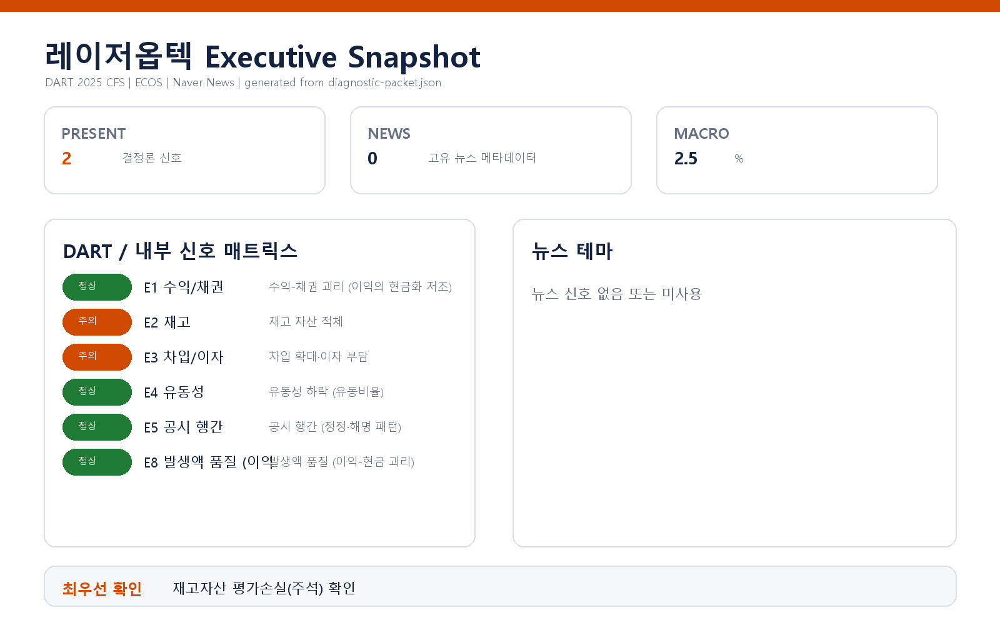 레이저옵텍 Executive Snapshot
DART 2025 CFS | ECOS | Naver News | generated from diagnostic-packet.json
PRESENT
2 결정론 신호
NEWS
0 고유 뉴스 메타데이터
MACRO
2.5 %
DART / 내부 신호 매트릭스
정상 E1 수익/채권 수익-채권 괴리 (이익의 현금화 저조)
주의 E2 재고 재고 자산 적체
주의 E3 차입/이자 차입 확대·이자 부담
정상 E4 유동성 유동성 하락 (유동비율)
정상 E5 공시 행간 공시 행간 (정정·해명 패턴)
정상 E8 발생액 품질 (이익 발생액 품질 (이익-현금 괴리)
뉴스 테마
뉴스 신호 없음 또는 미사용
최우선 확인 재고자산 평가손실(주석) 확인